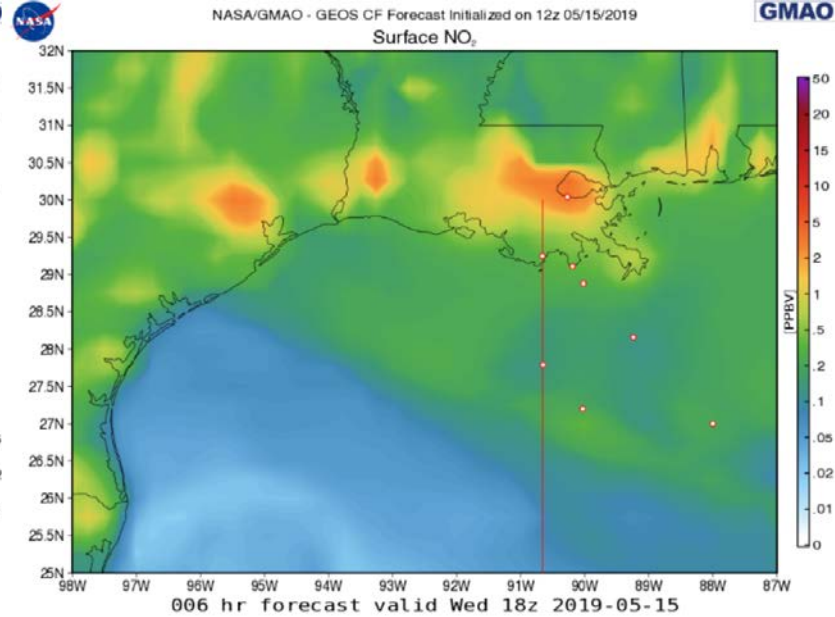 NASA
NASA/GMAO - GEOS CF Forecast Initialized on 12z 05/15/2019
GMAO
Surface NO₂
32N
31.5N
31N
30.5N
30N
29.5N
29N
28.5N
28N
27.5N
27N
26.5N
26N
25.5N
25N
98W
97W
96W
95W
94W
93W
92W
91W
90W
89W
88W
87W
50
20
15
10
5
2
1
.5
.2
.1
.05
.02
.01
0
[PPBV]
006 hr forecast valid Wed 18z 2019-05-15